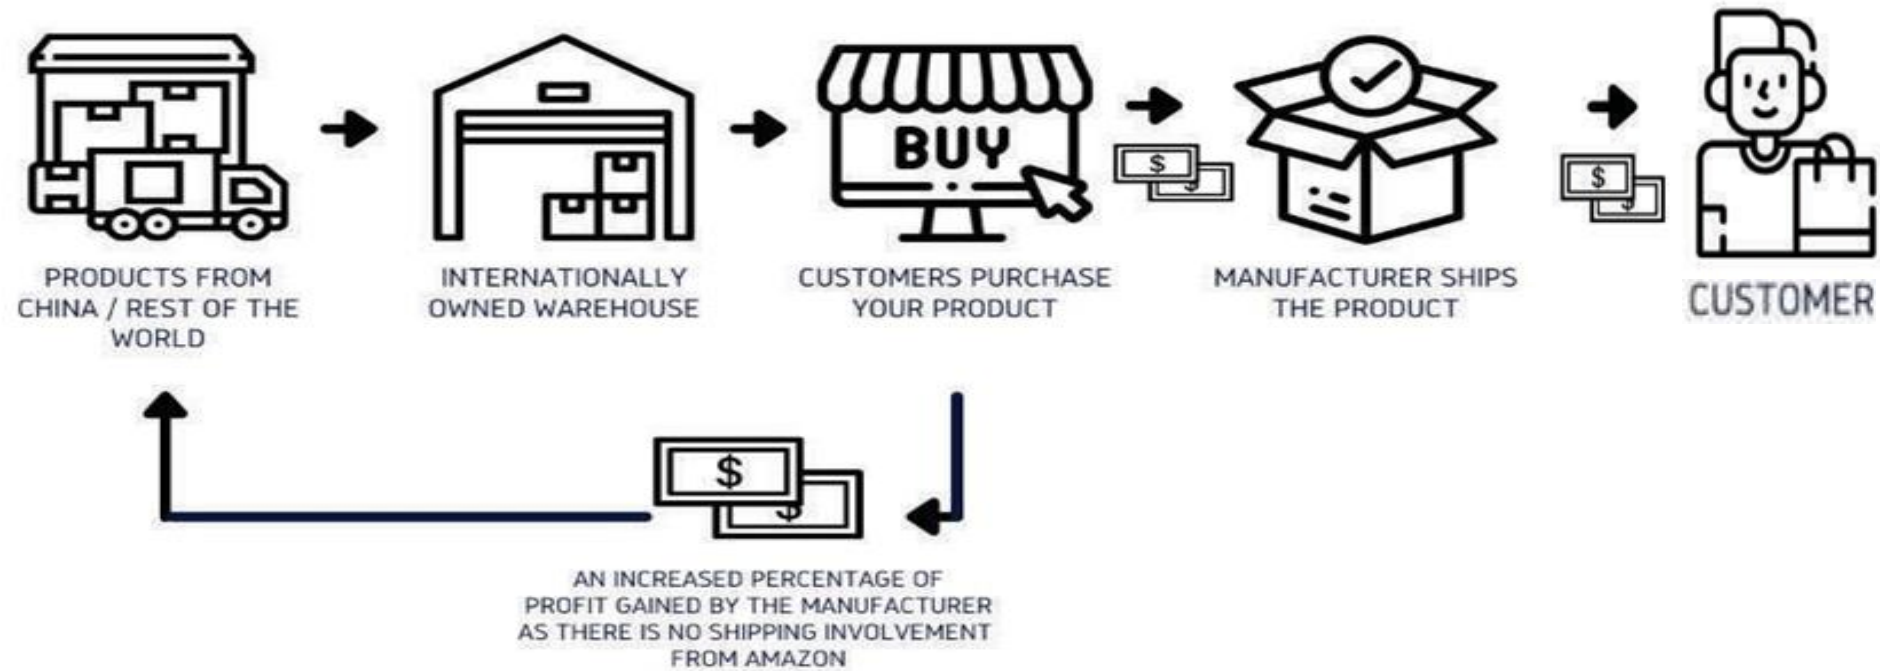 BUY
$
$
$
$
PRODUCTS FROM
CHINA / REST OF THE
WORLD
INTERNATIONALLY
OWNED WAREHOUSE
CUSTOMERS PURCHASE
YOUR PRODUCT
MANUFACTURER SHIPS
THE PRODUCT
CUSTOMER
$
$
AN INCREASED PERCENTAGE OF
PROFIT GAINED BY THE MANUFACTURER
AS THERE IS NO SHIPPING INVOLVEMENT
FROM AMAZON